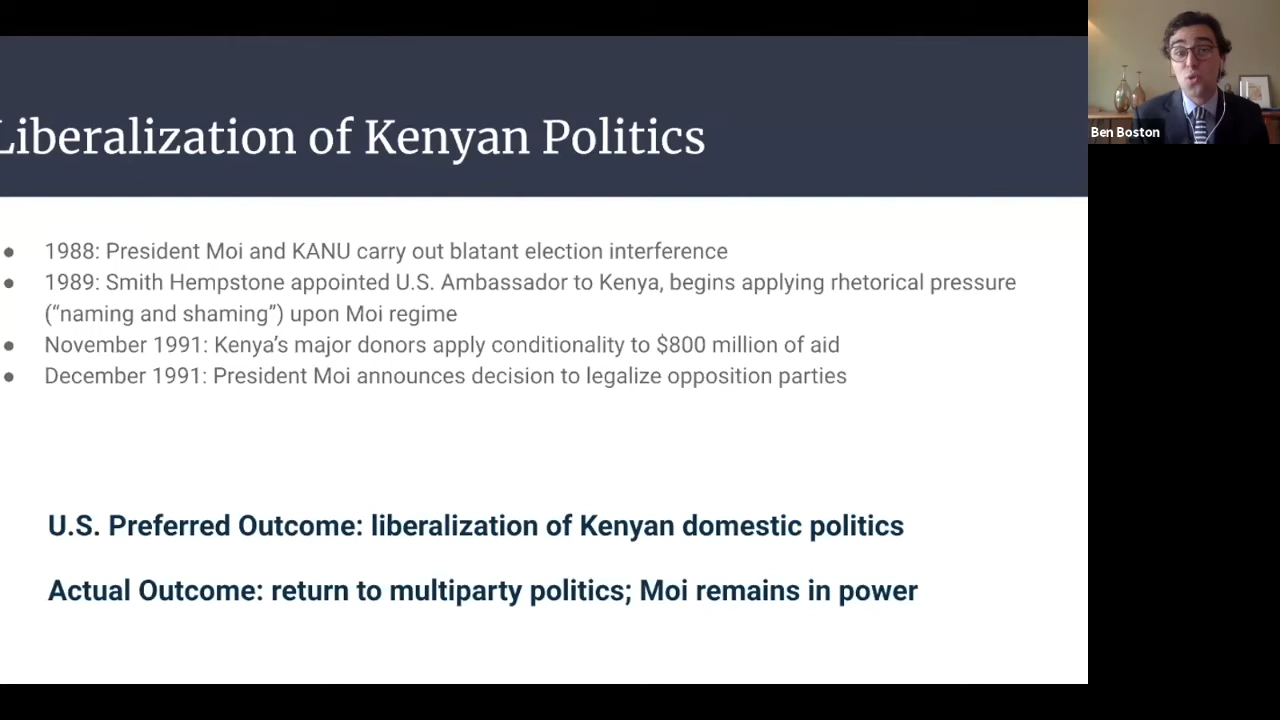 Liberalization of Kenyan Politics
● 1988: President Moi and KANU carry out blatant election interference
● 1989: Smith Hempstone appointed U.S. Ambassador to Kenya, begins applying rhetorical pressure
(“naming and shaming”) upon Moi regime
● November 1991: Kenya’s major donors apply conditionality to $800 million of aid
● December 1991: President Moi announces decision to legalize opposition parties
U.S. Preferred Outcome: liberalization of Kenyan domestic politics
Actual Outcome: return to multiparty politics; Moi remains in power
Ben Boston